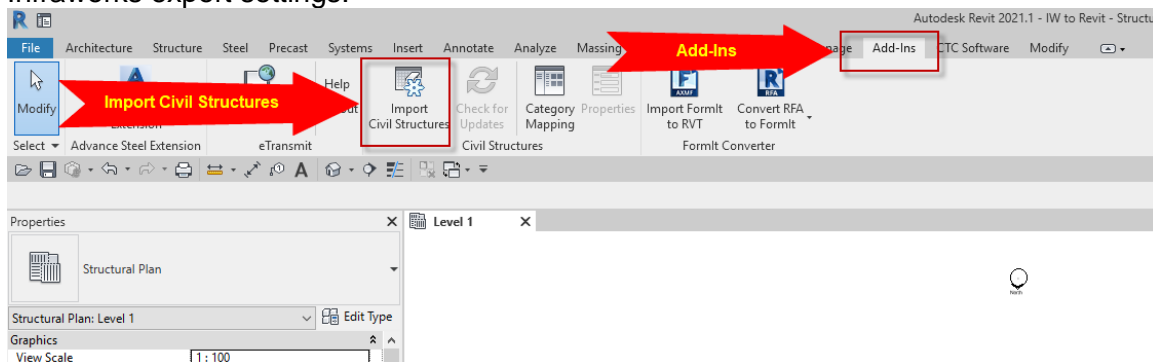 Infraworks export settings.
Autodesk Revit 2021.1 - IW to Revit - Structu
File Architecture Structure Steel Precast Systems Insert Annotate Analyze Massing Add-Ins Add-Ins CTC Software Modify
Modify Import Civil Structures Help Import Civil Structures Check for Updates Category Mapping Properties Import FormIt to RVT Convert RFA to FormIt
AXMF RFA
Select Advance Steel Extension eTransmit Civil Structures FormIt Converter
Properties X Level 1 X
Structural Plan
North
Structural Plan: Level 1 Edit Type
Graphics
View Scale 1 : 100